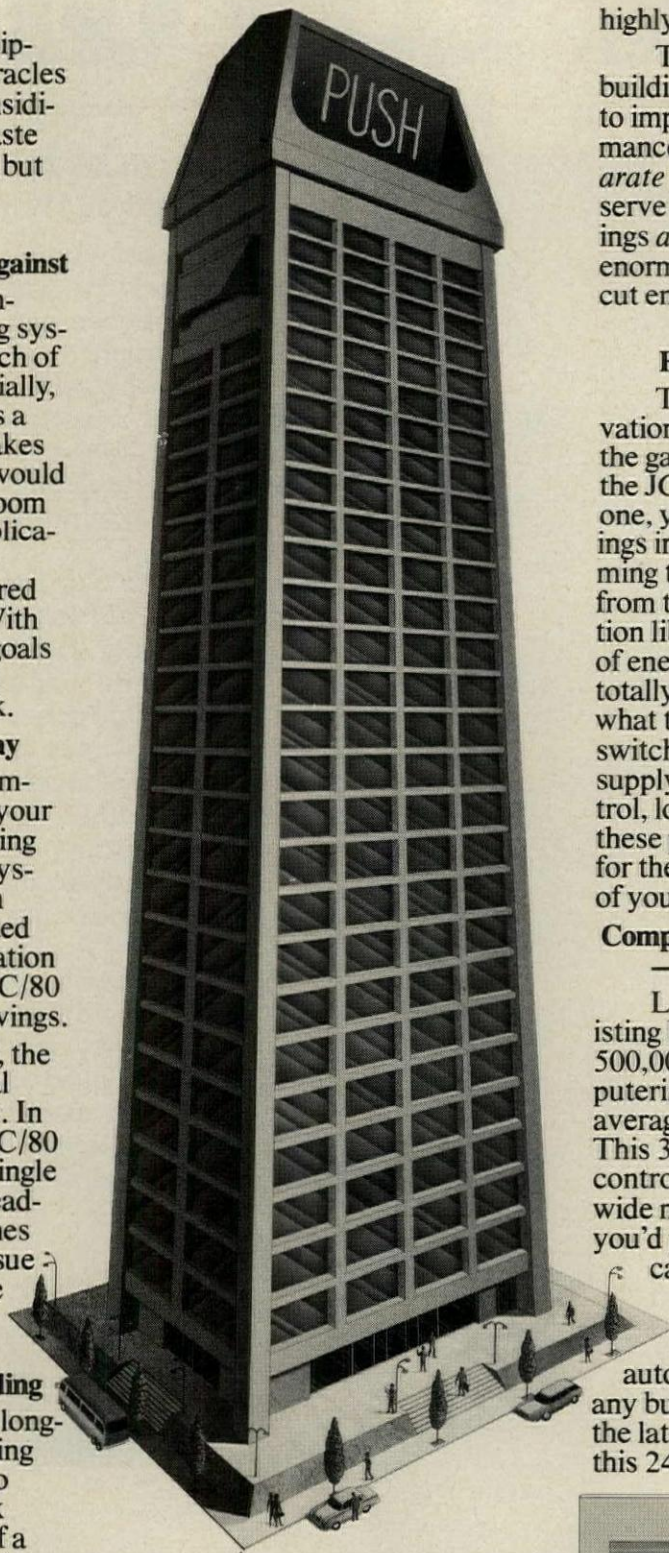 PUSH
ip-
racles
sidi-
aste
but
gainst
n-
g sys-
ch of
ially,
s a
akes
would
oom
plica-
red
With
goals
k.
ay
m-
your
ing
ys-
n
ed
ation
C/80
vings.
, the
l
. In
C/80
ingle
ead-
nes
sue
e
ling
long-
ing
o
k
f a
highly
T
buildi
to imp
mance
arate
serve
ings a
enorm
cut en
F
T
vation
the ga
the JC
one, y
ings in
ming t
from t
tion lik
of ene
totally
what t
switch
supply
trol, lo
these p
for the
of you
Comp
L
isting
500,00
puteri
averag
This 3
contro
wide r
you'd
ca
auto
any bu
the lat
this 24